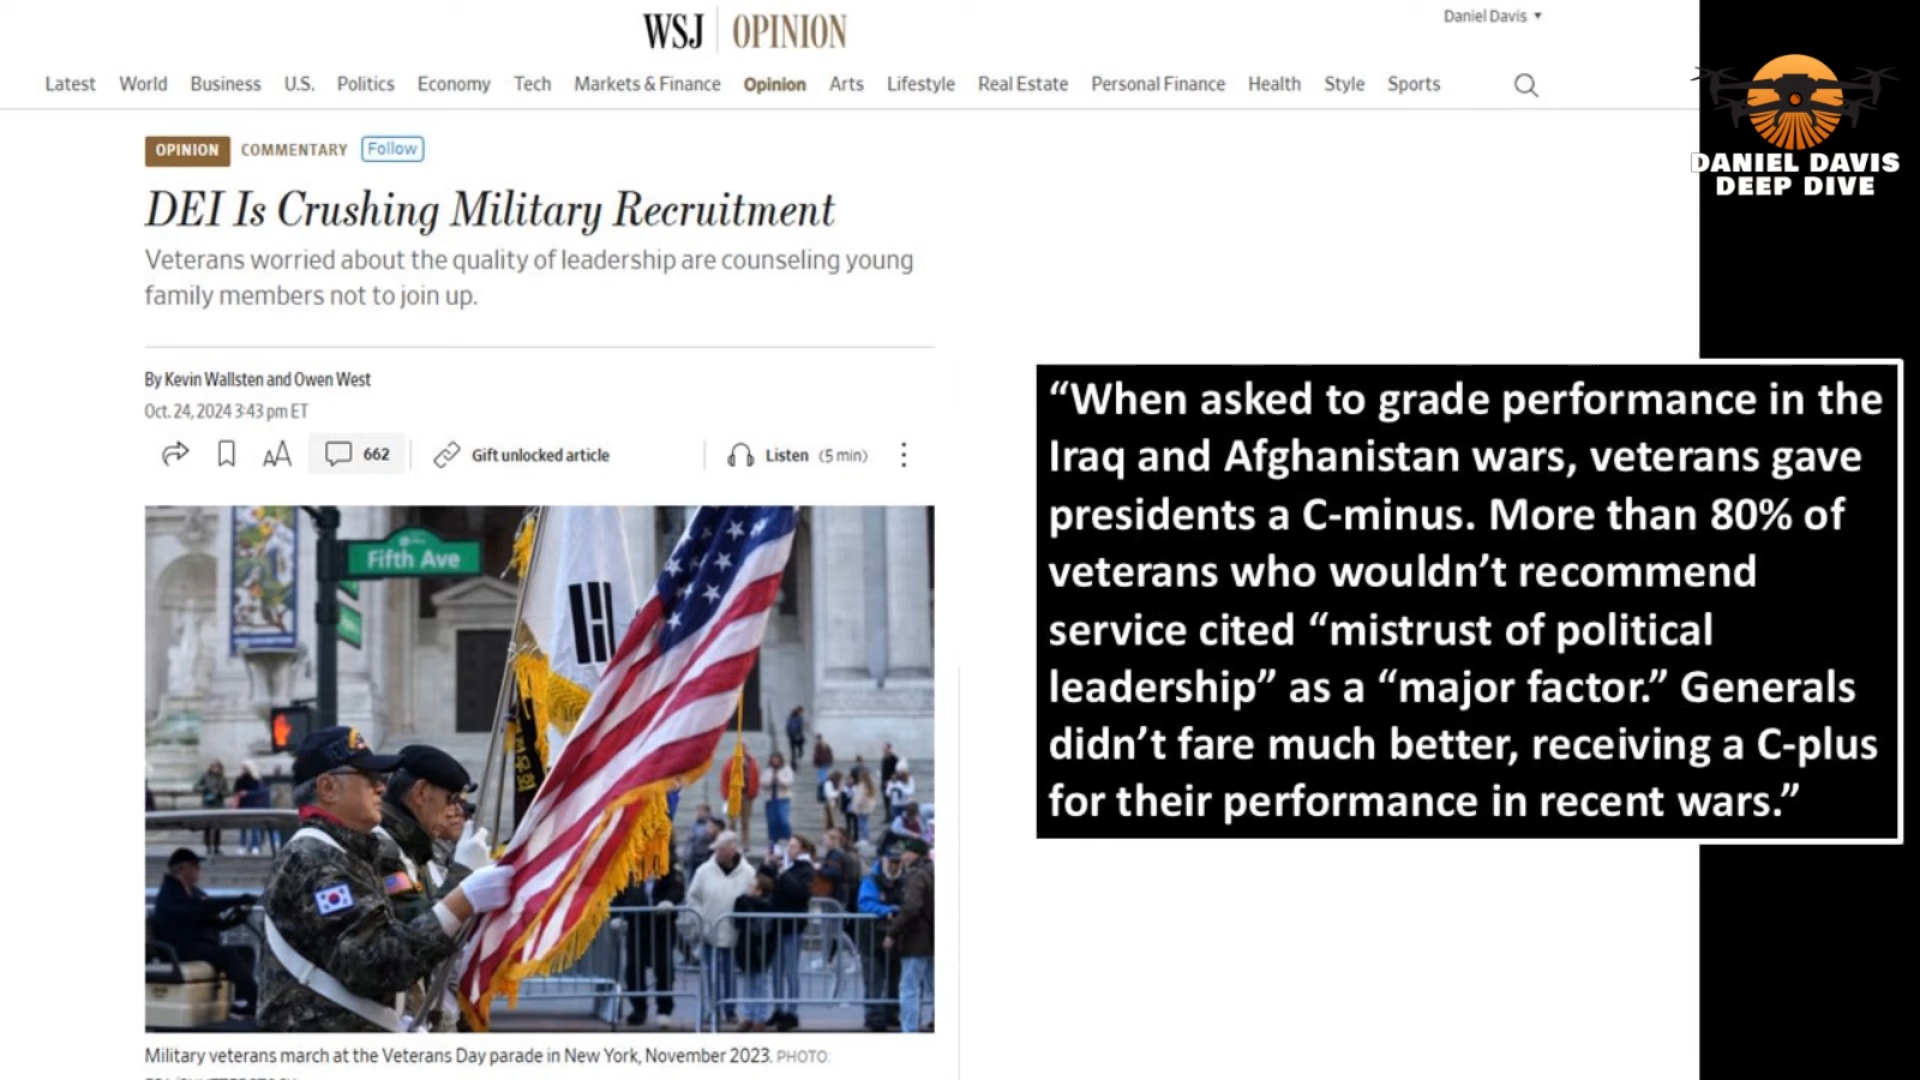 WSJ OPINION
Daniel Davis
Latest World Business U.S. Politics Economy Tech Markets & Finance Opinion Arts Lifestyle Real Estate Personal Finance Health Style Sports
DANIEL DAVIS
DEEP DIVE
OPINION COMMENTARY Follow
DEI Is Crushing Military Recruitment
Veterans worried about the quality of leadership are counseling young
family members not to join up.
By Kevin Wallsten and Owen West
Oct. 24, 2024 3:43 pm ET
AA 662 Gift unlocked article Listen (5 min)
Fifth Ave
“When asked to grade performance in the
Iraq and Afghanistan wars, veterans gave
presidents a C-minus. More than 80% of
veterans who wouldn’t recommend
service cited “mistrust of political
leadership” as a “major factor.” Generals
didn’t fare much better, receiving a C-plus
for their performance in recent wars.”
Military veterans march at the Veterans Day parade in New York, November 2023. PHOTO: